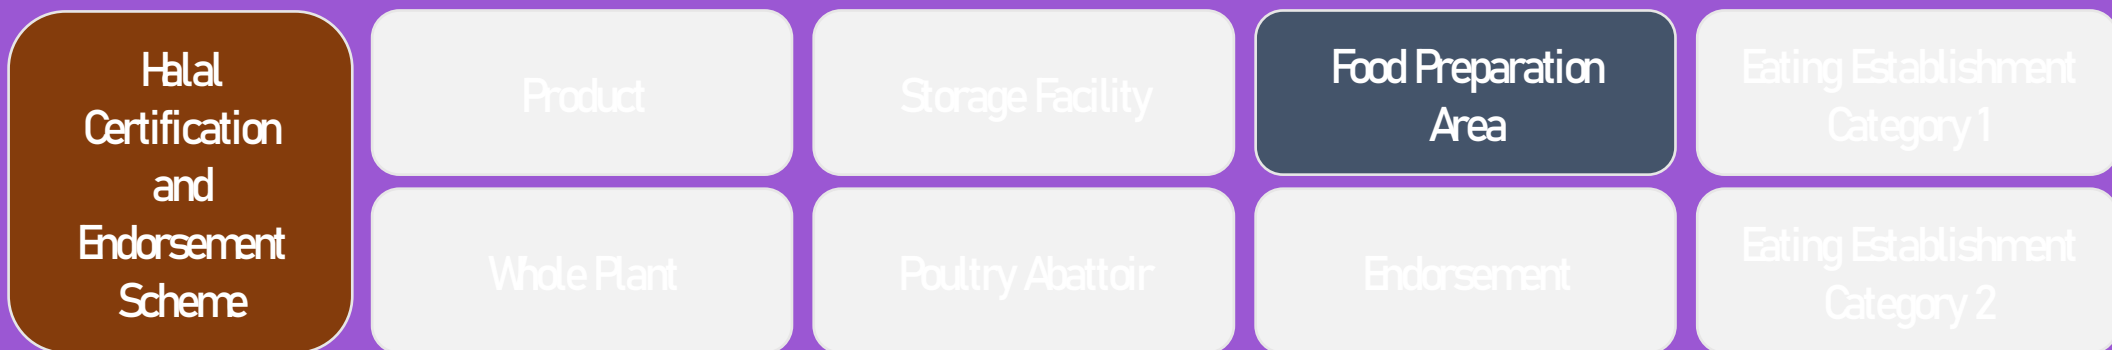 Halal
Certification
and
Endorsement
Scheme
Product
Storage Facility
Food Preparation
Area
Eating Establishment
Category 1
Whole Plant
Poultry Abattoir
Endorsement
Eating Establishment
Category 2